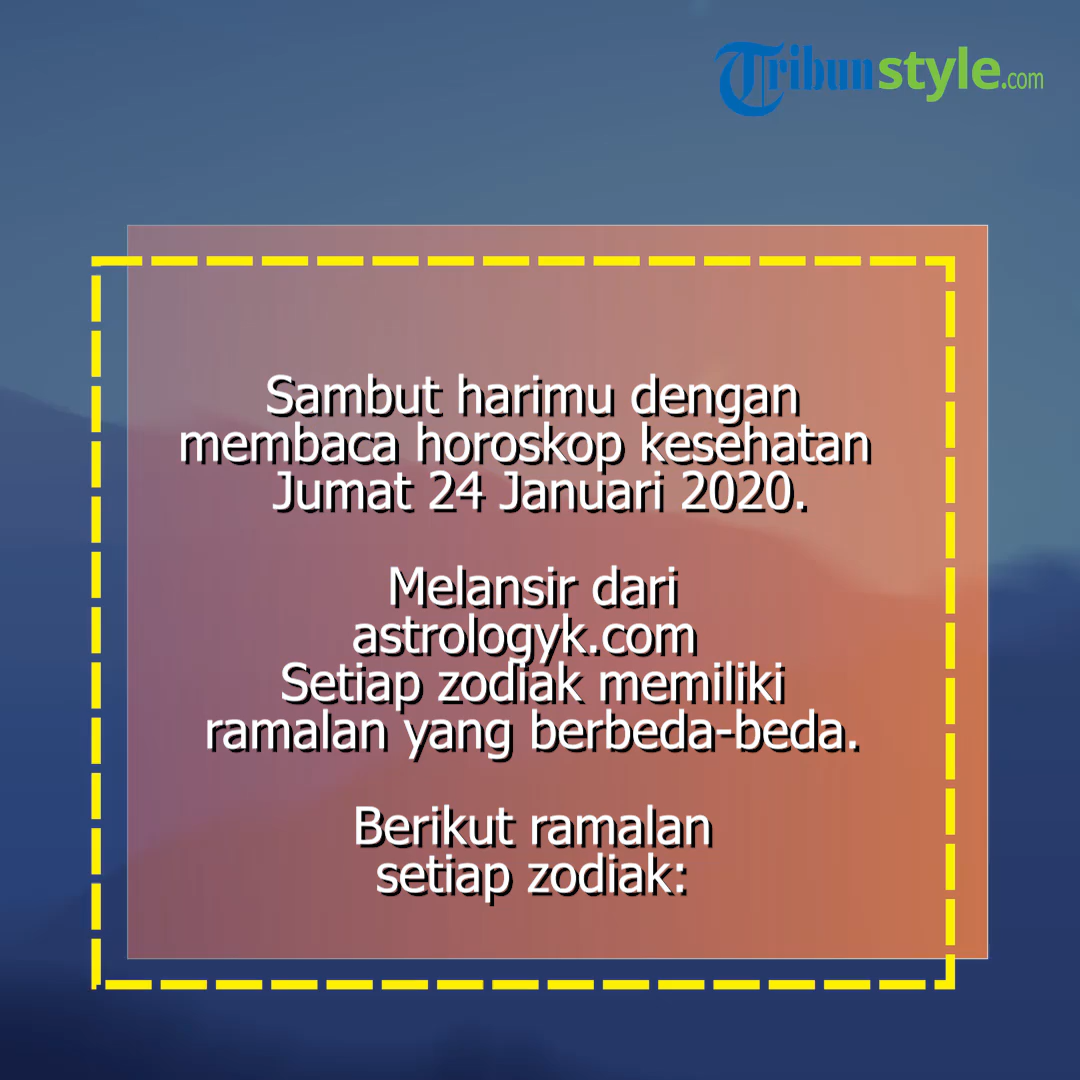 Tribunstyle.com
Sambut harimu dengan
membaca horoskop kesehatan
Jumat 24 Januari 2020.
Melansir dari
astrologyk.com
Setiap zodiak memiliki
ramalan yang berbeda-beda.
Berikut ramalan
setiap zodiak: